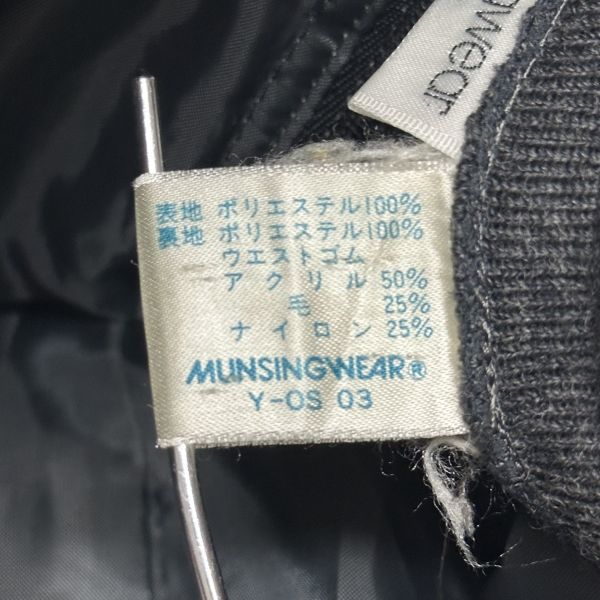 gwear
表地 ポリエステル100%
裏地 ポリエステル100%
ウエストゴム
アクリル 50%
毛 25%
ナイロン 25%
MUNSINGWEAR®
Y-OS 03